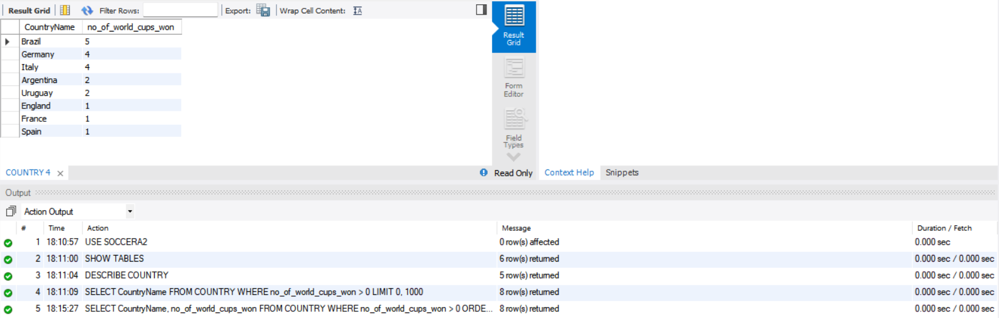 Result Grid Filter Rows: Export: Wrap Cell Content:
CountryName no_of_world_cups_won
Brazil 5
Germany 4
Italy 4
Argentina 2
Uruguay 2
England 1
France 1
Spain 1
Result
Grid
Form
Editor
Field
Types
COUNTRY 4 × Read Only Context Help Snippets
Output
Action Output
# Time Action Message Duration / Fetch
1 18:10:57 USE SOCCERA2 0 row(s) affected 0.000 sec
2 18:11:00 SHOW TABLES 6 row(s) returned 0.000 sec / 0.000 sec
3 18:11:04 DESCRIBE COUNTRY 5 row(s) returned 0.000 sec / 0.000 sec
4 18:11:09 SELECT CountryName FROM COUNTRY WHERE no_of_world_cups_won > 0 LIMIT 0, 1000 8 row(s) returned 0.000 sec / 0.000 sec
5 18:15:27 SELECT CountryName, no_of_world_cups_won FROM COUNTRY WHERE no_of_world_cups_won > 0 ORDE... 8 row(s) returned 0.000 sec / 0.000 sec